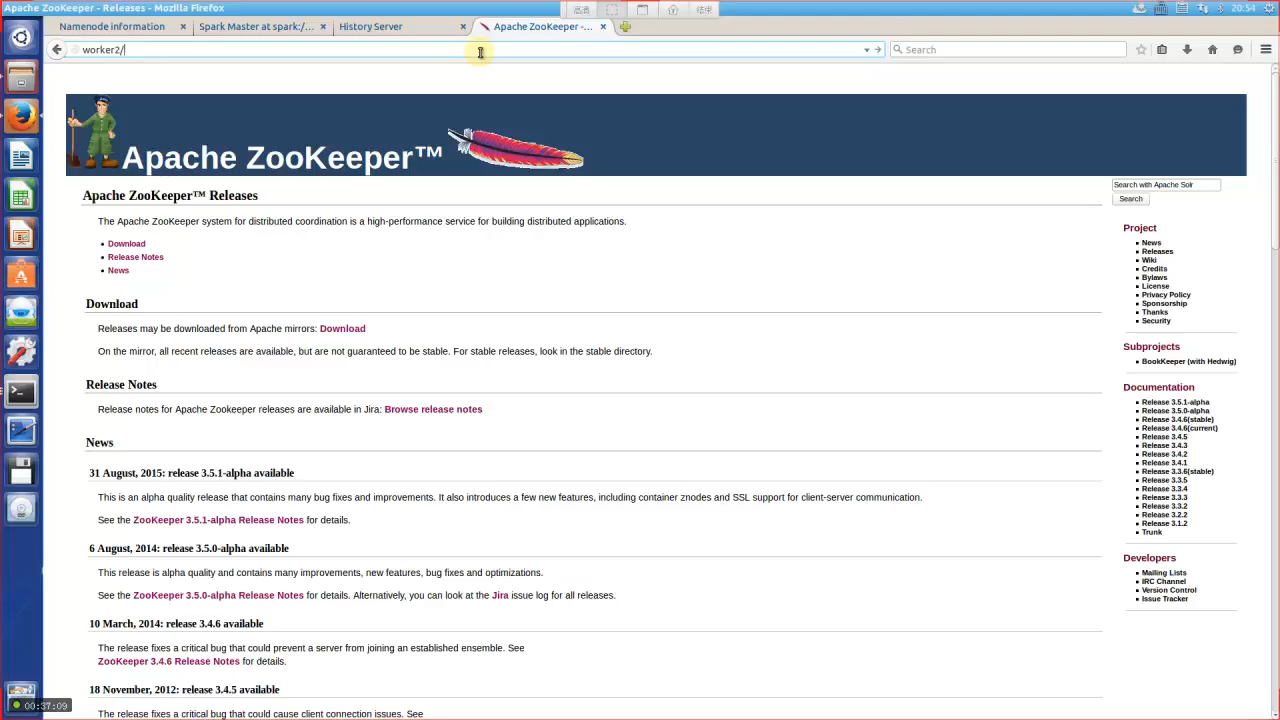 Apache ZooKeeper - Releases - Mozilla Firefox
20:54
Namenode information
Spark Master at spark:/...
History Server
Apache ZooKeeper -...
worker2/
Search
Apache ZooKeeper™
Apache ZooKeeper™ Releases
The Apache ZooKeeper system for distributed coordination is a high-performance service for building distributed applications.
Download
Release Notes
News
Download
Releases may be downloaded from Apache mirrors: Download
On the mirror, all recent releases are available, but are not guaranteed to be stable. For stable releases, look in the stable directory.
Release Notes
Release notes for Apache Zookeeper releases are available in Jira: Browse release notes
News
31 August, 2015: release 3.5.1-alpha available
This is an alpha quality release that contains many bug fixes and improvements. It also introduces a few new features, including container znodes and SSL support for client-server communication.
See the ZooKeeper 3.5.1-alpha Release Notes for details.
6 August, 2014: release 3.5.0-alpha available
This release is alpha quality and contains many improvements, new features, bug fixes and optimizations.
See the ZooKeeper 3.5.0-alpha Release Notes for details. Alternatively, you can look at the Jira issue log for all releases.
10 March, 2014: release 3.4.6 available
The release fixes a critical bug that could prevent a server from joining an established ensemble. See
ZooKeeper 3.4.6 Release Notes for details.
18 November, 2012: release 3.4.5 available
The release fixes a critical bug that could cause client connection issues. See
Search with Apache Solr
Search
Project
News
Releases
Wiki
Credits
Bylaws
License
Privacy Policy
Sponsorship
Thanks
Security
Subprojects
BookKeeper (with Hedwig)
Documentation
Release 3.5.1-alpha
Release 3.5.0-alpha
Release 3.4.6(stable)
Release 3.4.6(current)
Release 3.4.5
Release 3.4.3
Release 3.4.2
Release 3.4.1
Release 3.3.6(stable)
Release 3.3.5
Release 3.3.4
Release 3.3.3
Release 3.3.2
Release 3.2.2
Release 3.1.2
Trunk
Developers
Mailing Lists
IRC Channel
Version Control
Issue Tracker
00:37:09